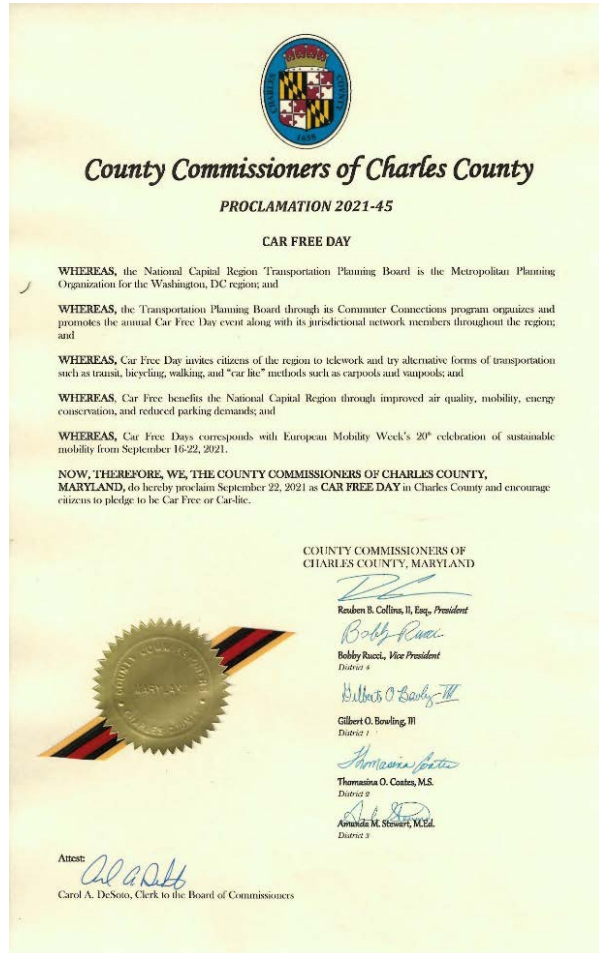 CHARLES COUNTY
1658
County Commissioners of Charles County
PROCLAMATION 2021-45
CAR FREE DAY
WHEREAS, the National Capital Region Transportation Planning Board is the Metropolitan Planning
Organization for the Washington, DC region; and
WHEREAS, the Transportation Planning Board through its Commuter Connections program organizes and
promotes the annual Car Free Day event along with its jurisdictional network members throughout the region;
and
WHEREAS, Car Free Day invites citizens of the region to telework and try alternative forms of transportation
such as transit, bicycling, walking, and “car lite” methods such as carpools and vanpools; and
WHEREAS, Car Free benefits the National Capital Region through improved air quality, mobility, energy
conservation, and reduced parking demands; and
WHEREAS, Car Free Days corresponds with European Mobility Week's 20th celebration of sustainable
mobility from September 16-22, 2021.
NOW, THEREFORE, WE, THE COUNTY COMMISSIONERS OF CHARLES COUNTY,
MARYLAND, do hereby proclaim September 22, 2021 as CAR FREE DAY in Charles County and encourage
citizens to pledge to be Car Free or Car-lite.
COUNTY COMMISSIONERS OF
CHARLES COUNTY, MARYLAND
Reuben B. Collins, II, Esq., President
Bobby Rucci
Bobby Rucci., Vice President
District 4
Gilbert O Bowling III
Gilbert O. Bowling, III
District 1
Thomasina Coates
Thomasina O. Coates, M.S.
District 2
Amanda M. Stewart, M.Ed.
District 3
COUNTY COMMISSIONERS
MARYLAND
CHARLES COUNTY
Attest:
Carol A. DeSoto, Clerk to the Board of Commissioners